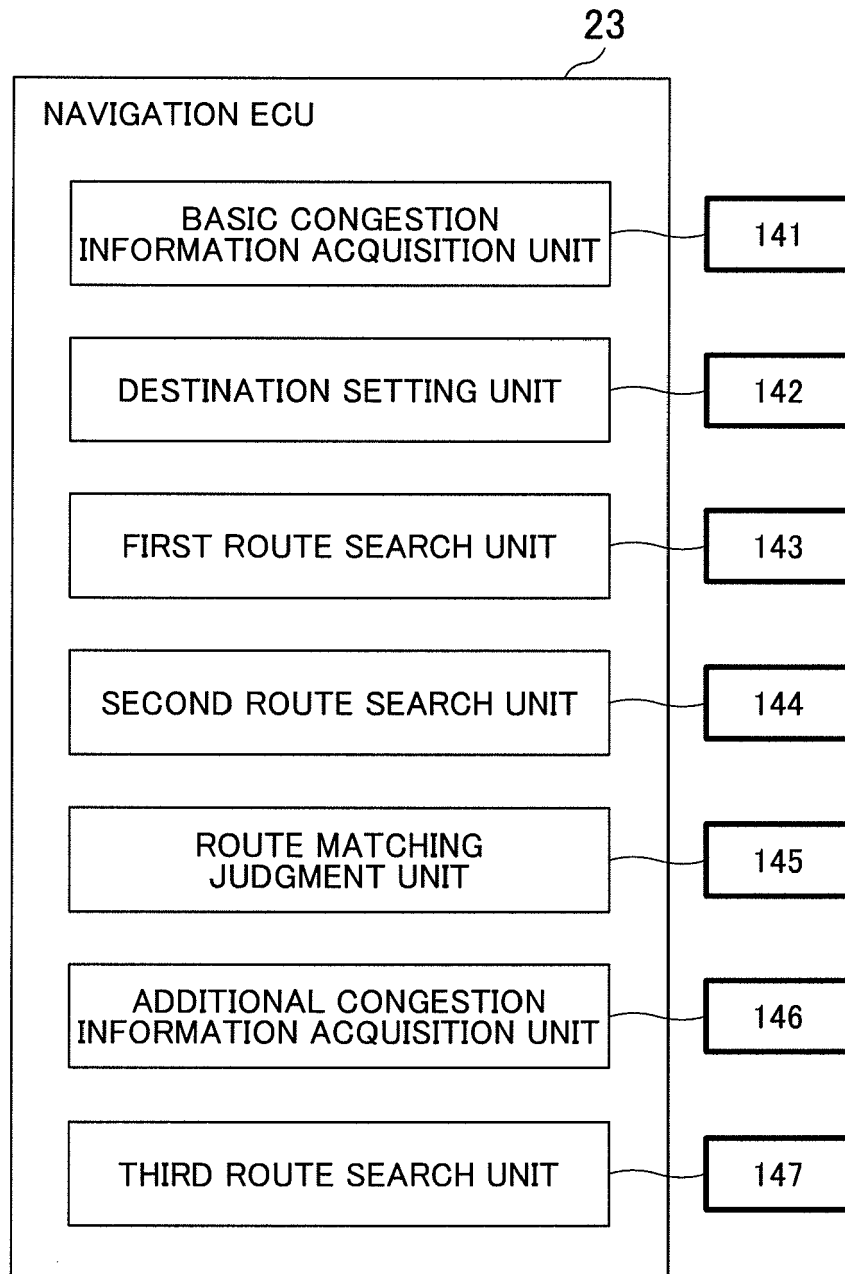 23
NAVIGATION ECU
BASIC CONGESTION
INFORMATION ACQUISITION UNIT
141
DESTINATION SETTING UNIT
142
FIRST ROUTE SEARCH UNIT
143
SECOND ROUTE SEARCH UNIT
144
ROUTE MATCHING
JUDGMENT UNIT
145
ADDITIONAL CONGESTION
INFORMATION ACQUISITION UNIT
146
THIRD ROUTE SEARCH UNIT
147